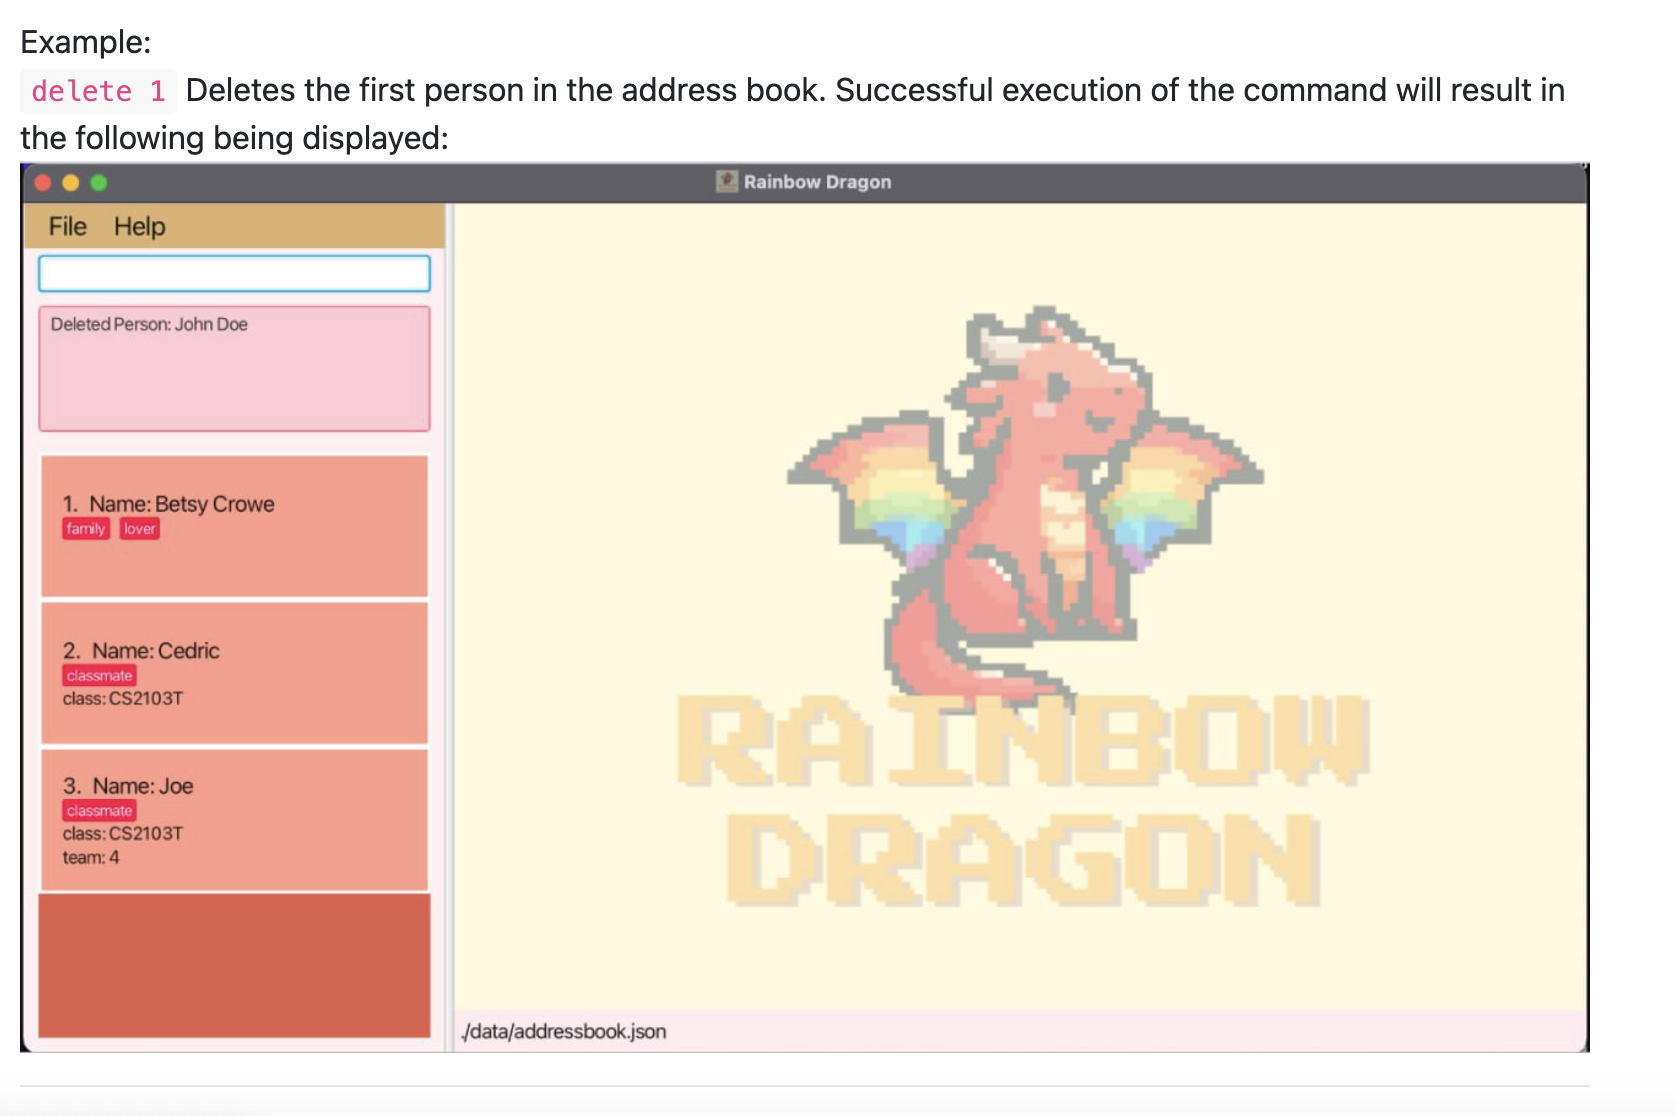 Example:
delete 1 Deletes the first person in the address book. Successful execution of the command will result in
the following being displayed:
Rainbow Dragon
File Help
Deleted Person: John Doe
1. Name: Betsy Crowe
family lover
2. Name: Cedric
classmate
class: CS2103T
3. Name: Joe
classmate
class: CS2103T
team: 4
RAINBOW
DRAGON
./data/addressbook.json